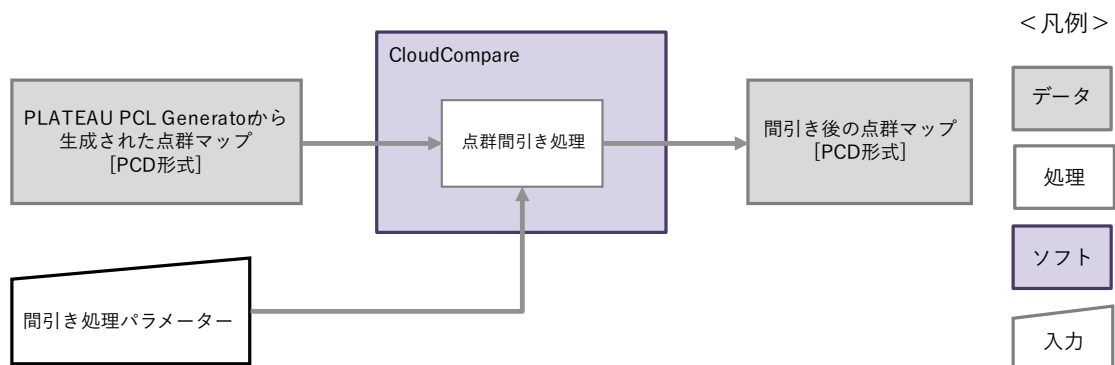 PLATEAU PCL Generatorから
生成された点群マップ
[PCD形式]
CloudCompare
点群間引き処理
間引き後の点群マップ
[PCD形式]
間引き処理パラメーター
＜凡例＞
データ
処理
ソフト
入力